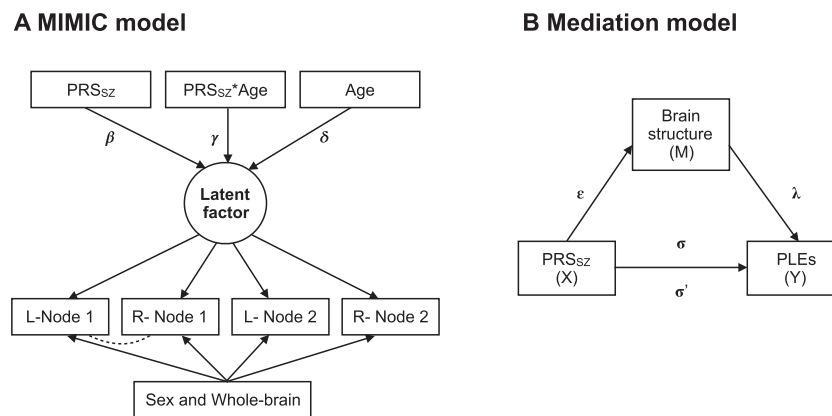 A MIMIC model
PRSSZ
PRSSZ*Age
Age
β
γ
δ
Latent
factor
L-Node 1
R- Node 1
L- Node 2
R- Node 2
Sex and Whole-brain
B Mediation model
Brain
structure
(M)
ε
λ
PRSSZ
(X)
σ
σ'
PLEs
(Y)